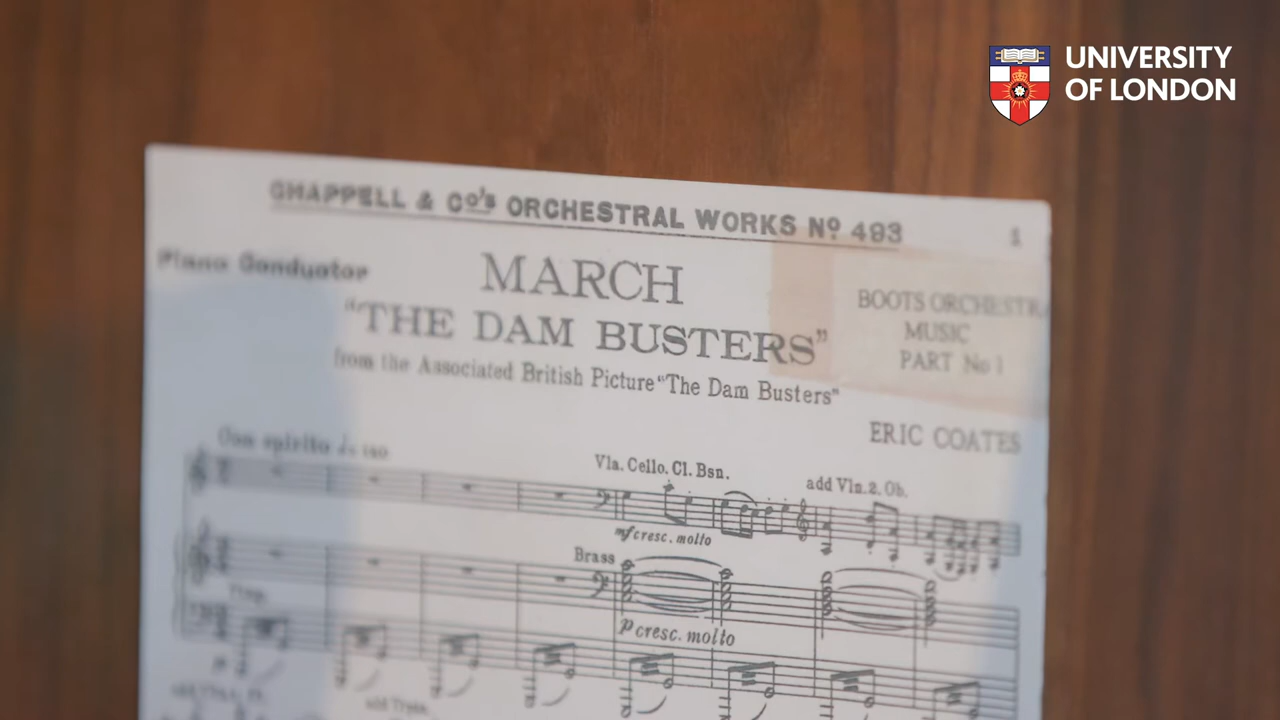 UNIVERSITY
OF LONDON
CHAPPELL & Co's ORCHESTRAL WORKS No 493
1
Piano Conductor
MARCH
"THE DAM BUSTERS"
from the Associated British Picture "The Dam Busters"
BOOTS ORCHESTRA
MUSIC
PART No 1
ERIC COATES
Con spirito
Vla. Cello. Cl. Bsn.
add Vln. 2. Ob.
mf cresc. molto
Brass
Timp.
p cresc. molto
p